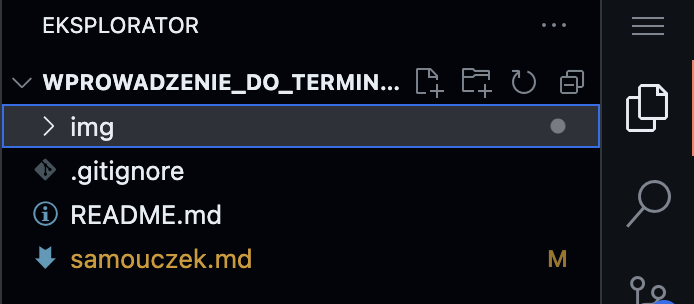 EKSPLORATOR
WPROWADZENIE_DO_TERMIN...
img
.gitignore
README.md
samouczek.md M